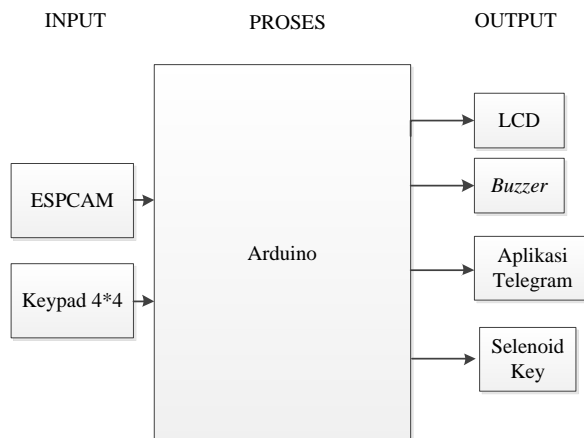 INPUT
PROSES
OUTPUT
ESPCAM
Keypad 4*4
Arduino
LCD
Buzzer
Aplikasi
Telegram
Selenoid
Key